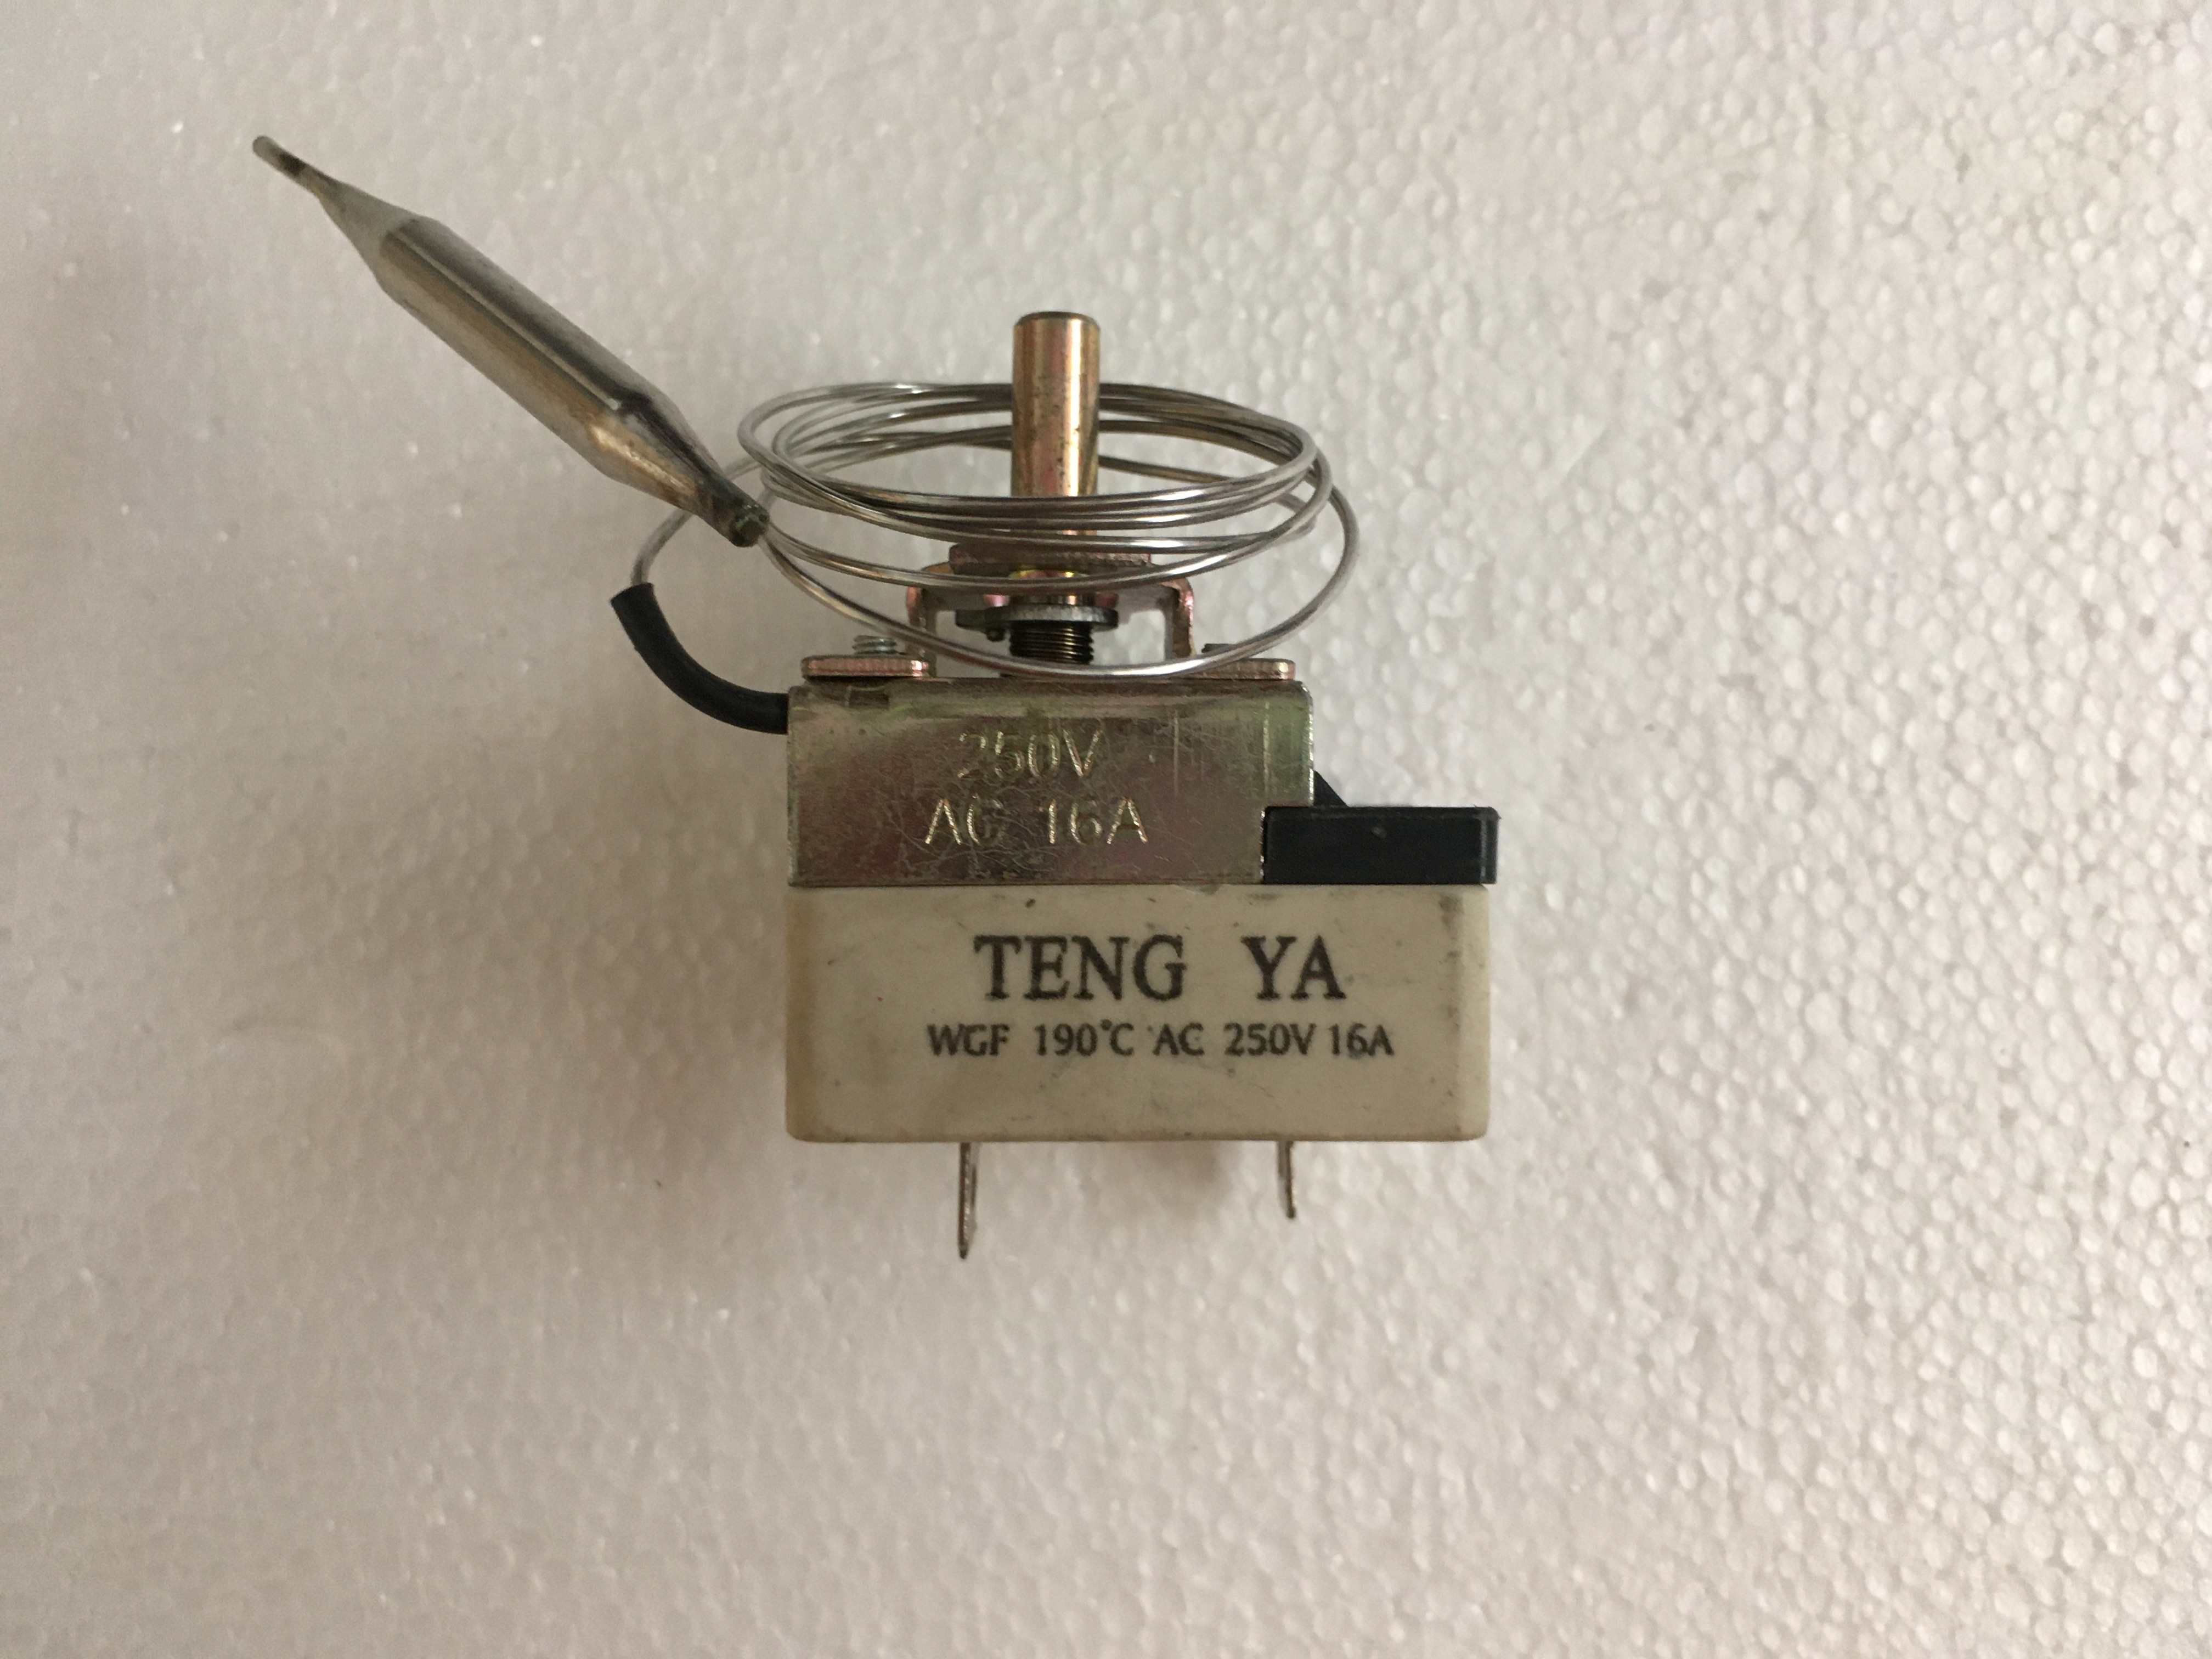 250V
AC 16A
TENG YA
WGF 190°C AC 250V 16A